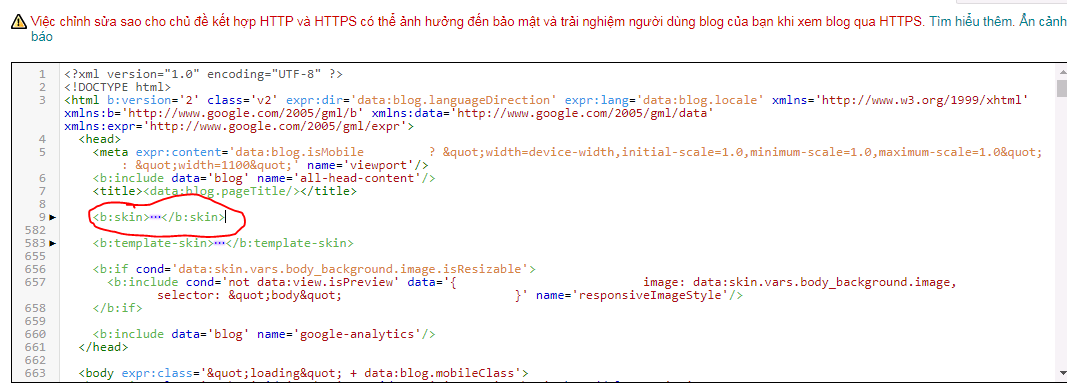 Việc chỉnh sửa sao cho chủ đề kết hợp HTTP và HTTPS có thể ảnh hưởng đến bảo mật và trải nghiệm người dùng blog của bạn khi xem blog qua HTTPS. Tìm hiểu thêm. Ẩn cảnh
báo
1 <?xml version="1.0" encoding="UTF-8" ?>
2 <!DOCTYPE html>
3 <html b:version='2' class='v2' expr:dir='data:blog.languageDirection' expr:lang='data:blog.locale' xmlns='http://www.w3.org/1999/xhtml'
xmlns:b='http://www.google.com/2005/gml/b' xmlns:data='http://www.google.com/2005/gml/data'
xmlns:expr='http://www.google.com/2005/gml/expr'>
4 <head>
5 <meta expr:content='data:blog.isMobile ? &quot;width=device-width,initial-scale=1.0,minimum-scale=1.0,maximum-scale=1.0&quot;
: &quot;width=1100&quot;' name='viewport'/>
6 <b:include data='blog' name='all-head-content'/>
7 <title><data:blog.pageTitle/></title>
8
9 <b:skin>⋯</b:skin>
582
583 <b:template-skin>⋯</b:template-skin>
655
656 <b:if cond='data:skin.vars.body_background.image.isResizable'>
657 <b:include cond='not data:view.isPreview' data='{ image: data:skin.vars.body_background.image,
selector: &quot;body&quot; }' name='responsiveImageStyle'/>
658 </b:if>
659
660 <b:include data='blog' name='google-analytics'/>
661 </head>
662
663 <body expr:class='&quot;loading&quot; + data:blog.mobileClass'>